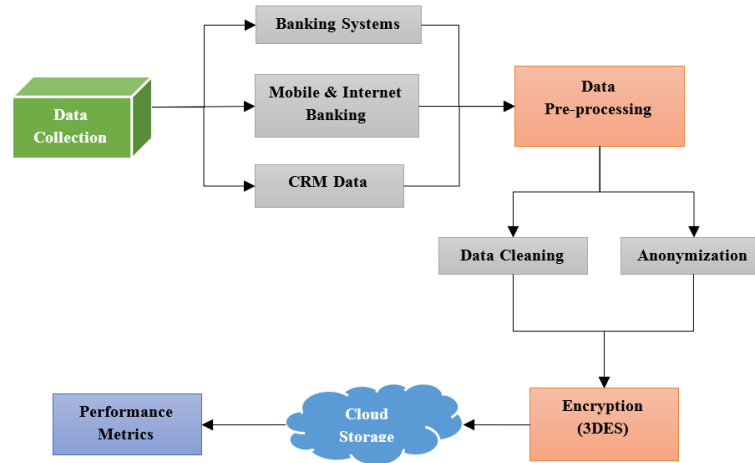 Banking Systems
Data
Collection
Mobile & Internet
Banking
CRM Data
Data
Pre-processing
Data Cleaning
Anonymization
Encryption
(3DES)
Cloud
Storage
Performance
Metrics